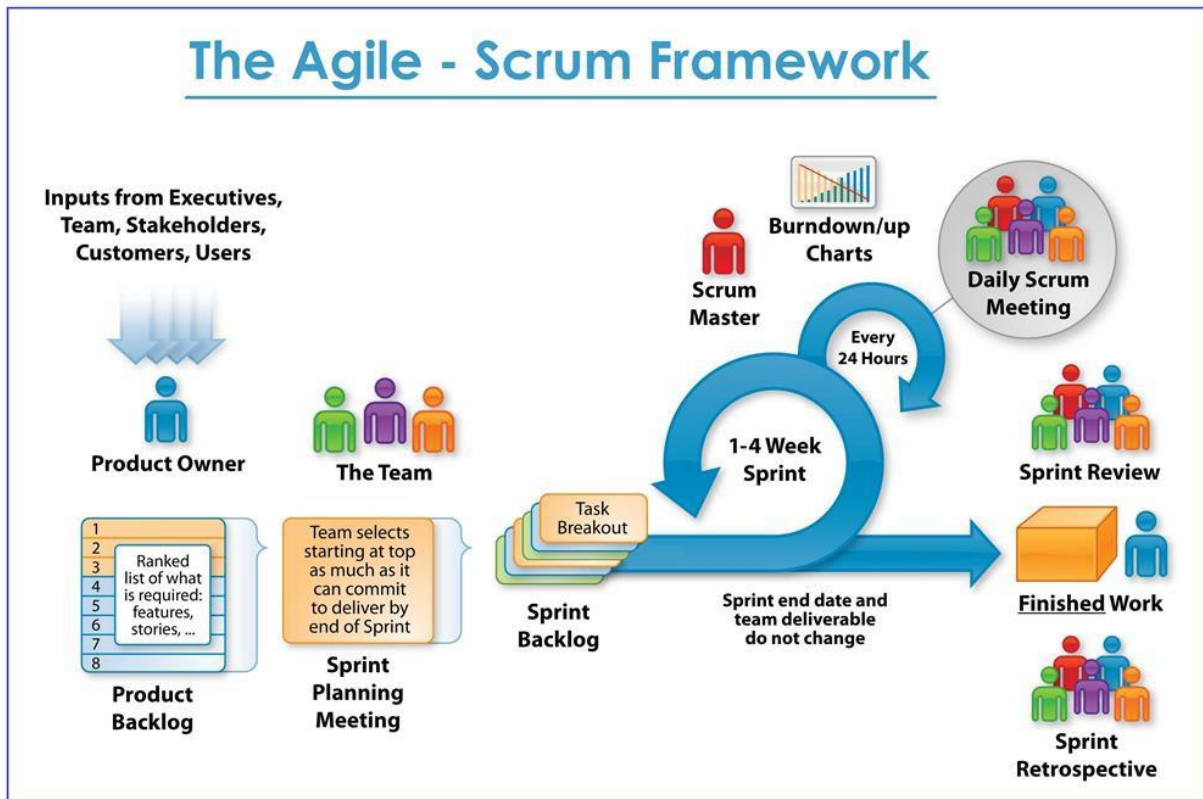 The Agile - Scrum Framework
Inputs from Executives,
Team, Stakeholders,
Customers, Users
Product Owner
The Team
1
2
3
4
5
6
7
8
Ranked
list of what
is required:
features,
stories, ...
Product
Backlog
Team selects
starting at top
as much as it
can commit
to deliver by
end of Sprint
Sprint
Planning
Meeting
Task
Breakout
Sprint
Backlog
Scrum
Master
Burndown/up
Charts
Every
24 Hours
Daily Scrum
Meeting
1-4 Week
Sprint
Sprint end date and
team deliverable
do not change
Sprint Review
Finished Work
Sprint
Retrospective